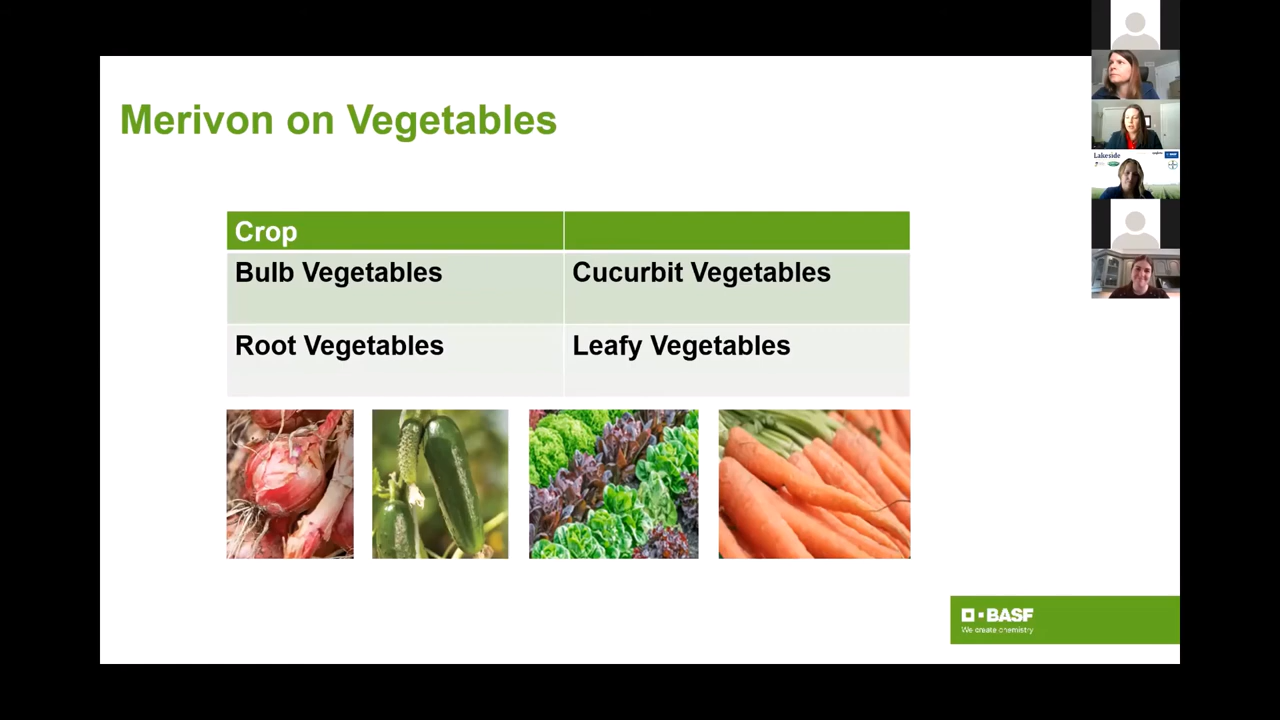 Merivon on Vegetables
Crop
Bulb Vegetables
Cucurbit Vegetables
Root Vegetables
Leafy Vegetables
BASF
We create chemistry
Lakeside